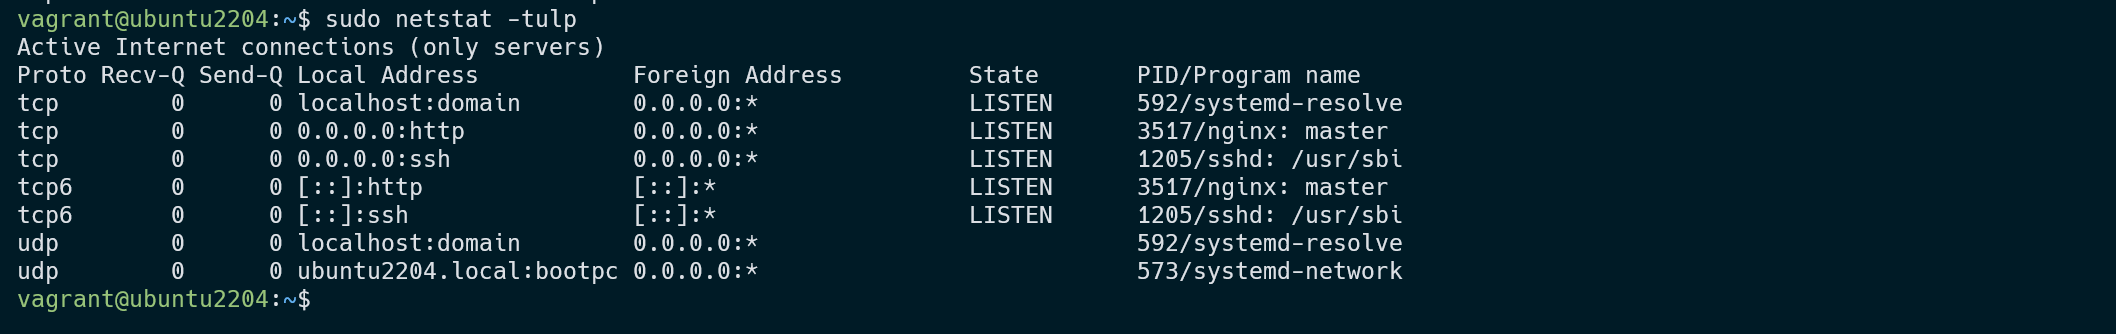 vagrant@ubuntu2204:~$ sudo netstat -tulp
Active Internet connections (only servers)
Proto Recv-Q Send-Q Local Address           Foreign Address         State       PID/Program name
tcp        0      0 localhost:domain        0.0.0.0:*               LISTEN      592/systemd-resolve
tcp        0      0 0.0.0.0:http            0.0.0.0:*               LISTEN      3517/nginx: master
tcp        0      0 0.0.0.0:ssh             0.0.0.0:*               LISTEN      1205/sshd: /usr/sbi
tcp6       0      0 [::]:http               [::]:*                  LISTEN      3517/nginx: master
tcp6       0      0 [::]:ssh                [::]:*                  LISTEN      1205/sshd: /usr/sbi
udp        0      0 localhost:domain        0.0.0.0:*                           592/systemd-resolve
udp        0      0 ubuntu2204.local:bootpc 0.0.0.0:*                           573/systemd-network
vagrant@ubuntu2204:~$